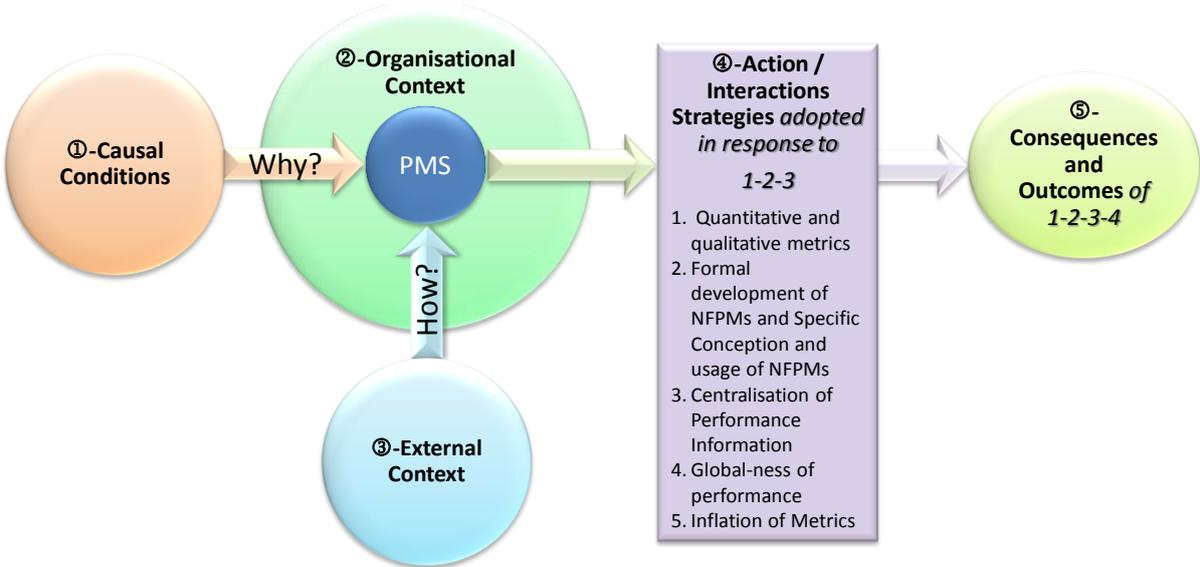 ①-Causal
Conditions
Why?
②-Organisational
Context
PMS
How?
③-External
Context
④-Action /
Interactions
Strategies adopted
in response to
1-2-3
1. Quantitative and
qualitative metrics
2. Formal
development of
NFPMs and Specific
Conception and
usage of NFPMs
3. Centralisation of
Performance
Information
4. Global-ness of
performance
5. Inflation of Metrics
⑤-
Consequences
and
Outcomes of
1-2-3-4